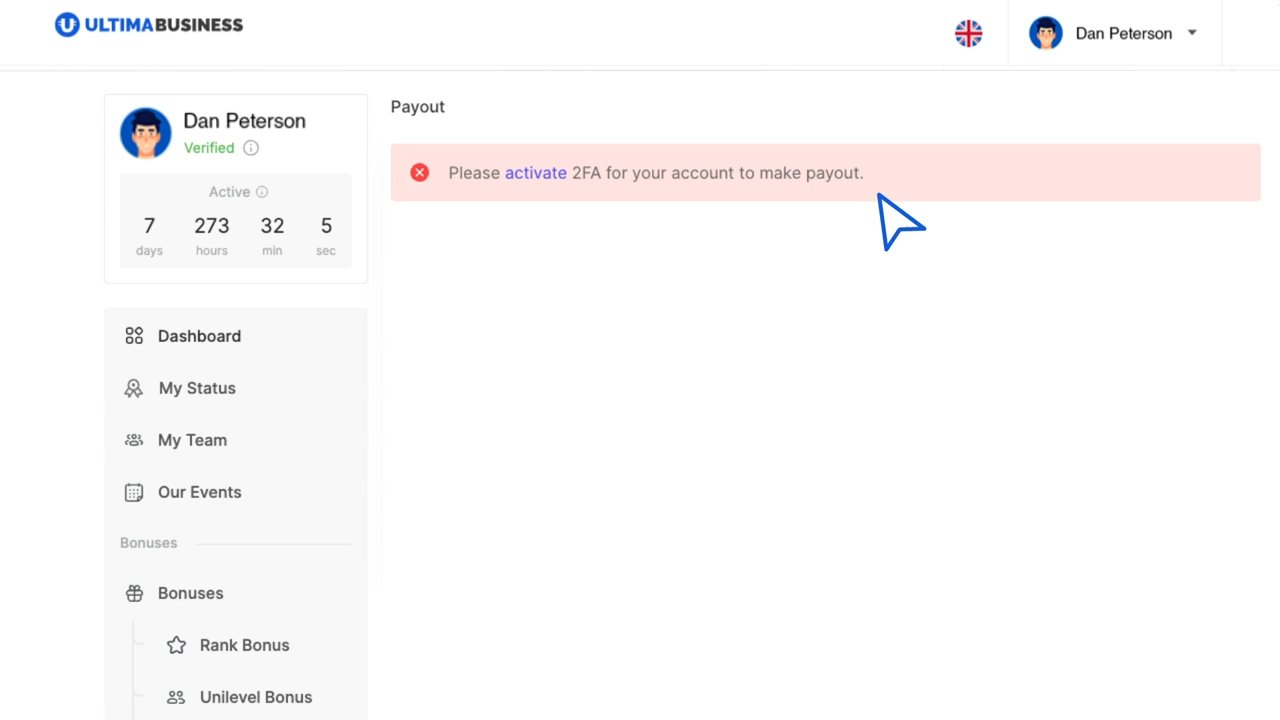 ULTIMABUSINESS
Dan Peterson
Dan Peterson
Verified
Active
7 273 32 5
days hours min sec
Dashboard
My Status
My Team
Our Events
Bonuses
Bonuses
Rank Bonus
Unilevel Bonus
Payout
Please activate 2FA for your account to make payout.